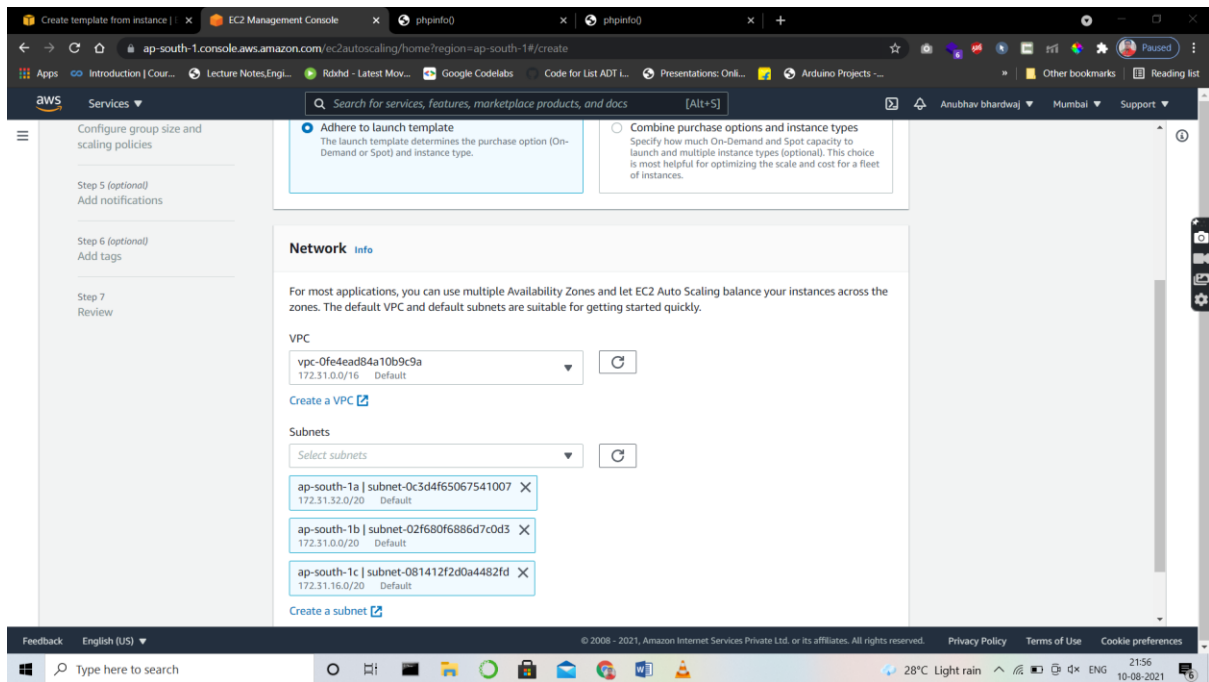 Create template from instance |
EC2 Management Console
phpinfo()
phpinfo()
ap-south-1.console.aws.amazon.com/ec2autoscaling/home?region=ap-south-1#/create
Paused
Apps
Introduction | Cour...
Lecture Notes,Engi...
Rdxhd - Latest Mov...
Google Codelabs
Code for List ADT i...
Presentations: Onli...
Arduino Projects -...
»
Other bookmarks
Reading list
aws
Services ▼
Search for services, features, marketplace products, and docs
[Alt+S]
Anubhav bhardwaj ▼
Mumbai ▼
Support ▼
Configure group size and
scaling policies
Step 5 (optional)
Add notifications
Step 6 (optional)
Add tags
Step 7
Review
Adhere to launch template
The launch template determines the purchase option (On-
Demand or Spot) and instance type.
Combine purchase options and instance types
Specify how much On-Demand and Spot capacity to
launch and multiple instance types (optional). This choice
is most helpful for optimizing the scale and cost for a fleet
of instances.
Network Info
For most applications, you can use multiple Availability Zones and let EC2 Auto Scaling balance your instances across the
zones. The default VPC and default subnets are suitable for getting started quickly.
VPC
vpc-0fe4ead84a10b9c9a
172.31.0.0/16 Default
Create a VPC
Subnets
Select subnets
ap-south-1a | subnet-0c3d4f65067541007
172.31.32.0/20 Default
ap-south-1b | subnet-02f680f6886d7c0d3
172.31.0.0/20 Default
ap-south-1c | subnet-081412f2d0a4482fd
172.31.16.0/20 Default
Create a subnet
Feedback
English (US) ▼
© 2008 - 2021, Amazon Internet Services Private Ltd. or its affiliates. All rights reserved.
Privacy Policy
Terms of Use
Cookie preferences
Type here to search
28°C Light rain
ENG
21:56
10-08-2021
6